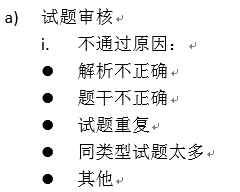 a) 试题审核
i. 不通过原因：
● 解析不正确
● 题干不正确
● 试题重复
● 同类型试题太多
● 其他